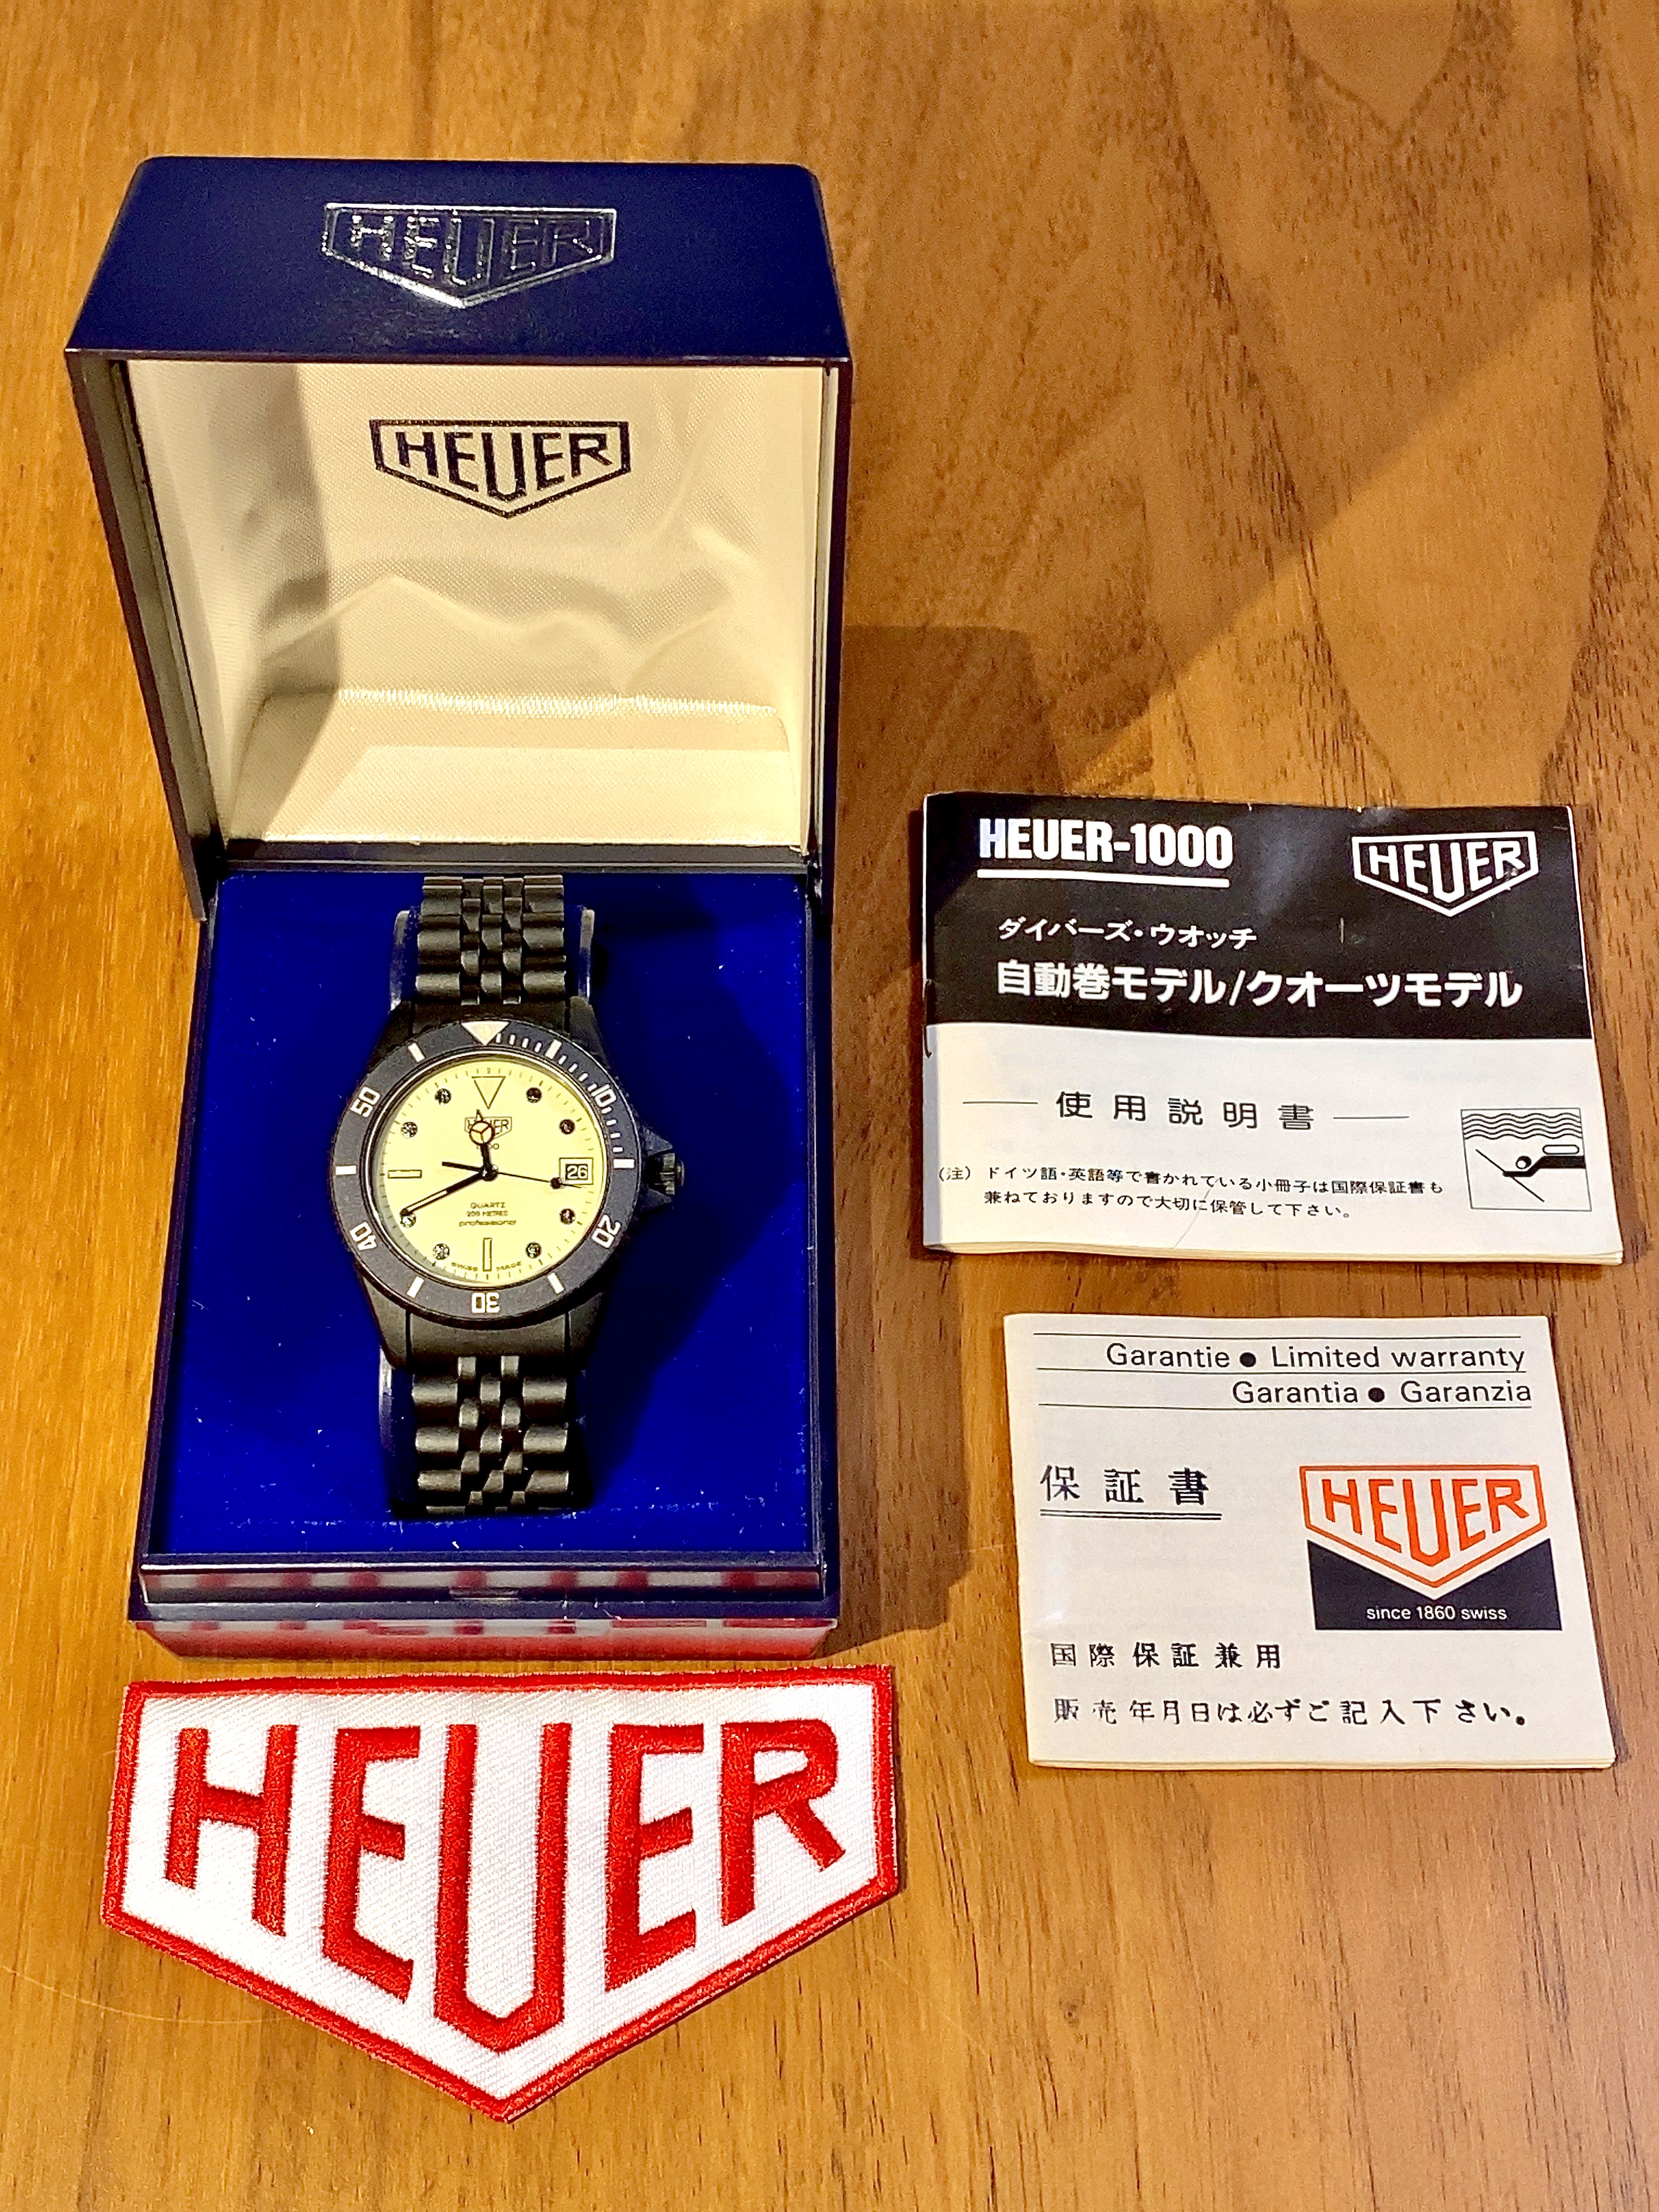 HEUER
HEUER
50
10
HEUER
26
QUARTZ
200 METRES
professional
SWISS MADE
40
20
30
HEUER
HEUER-1000
HEUER
ダイバーズ・ウオッチ
自動巻モデル/クオーツモデル
使用説明書
(注) ドイツ語・英語等で書かれている小冊子は国際保証書も
兼ねておりますので大切に保管して下さい。
Garantie ● Limited warranty
Garantia ● Garanzia
保証書
HEUER
since 1860 swiss
国際保証兼用
販売年月日は必ずご記入下さい。